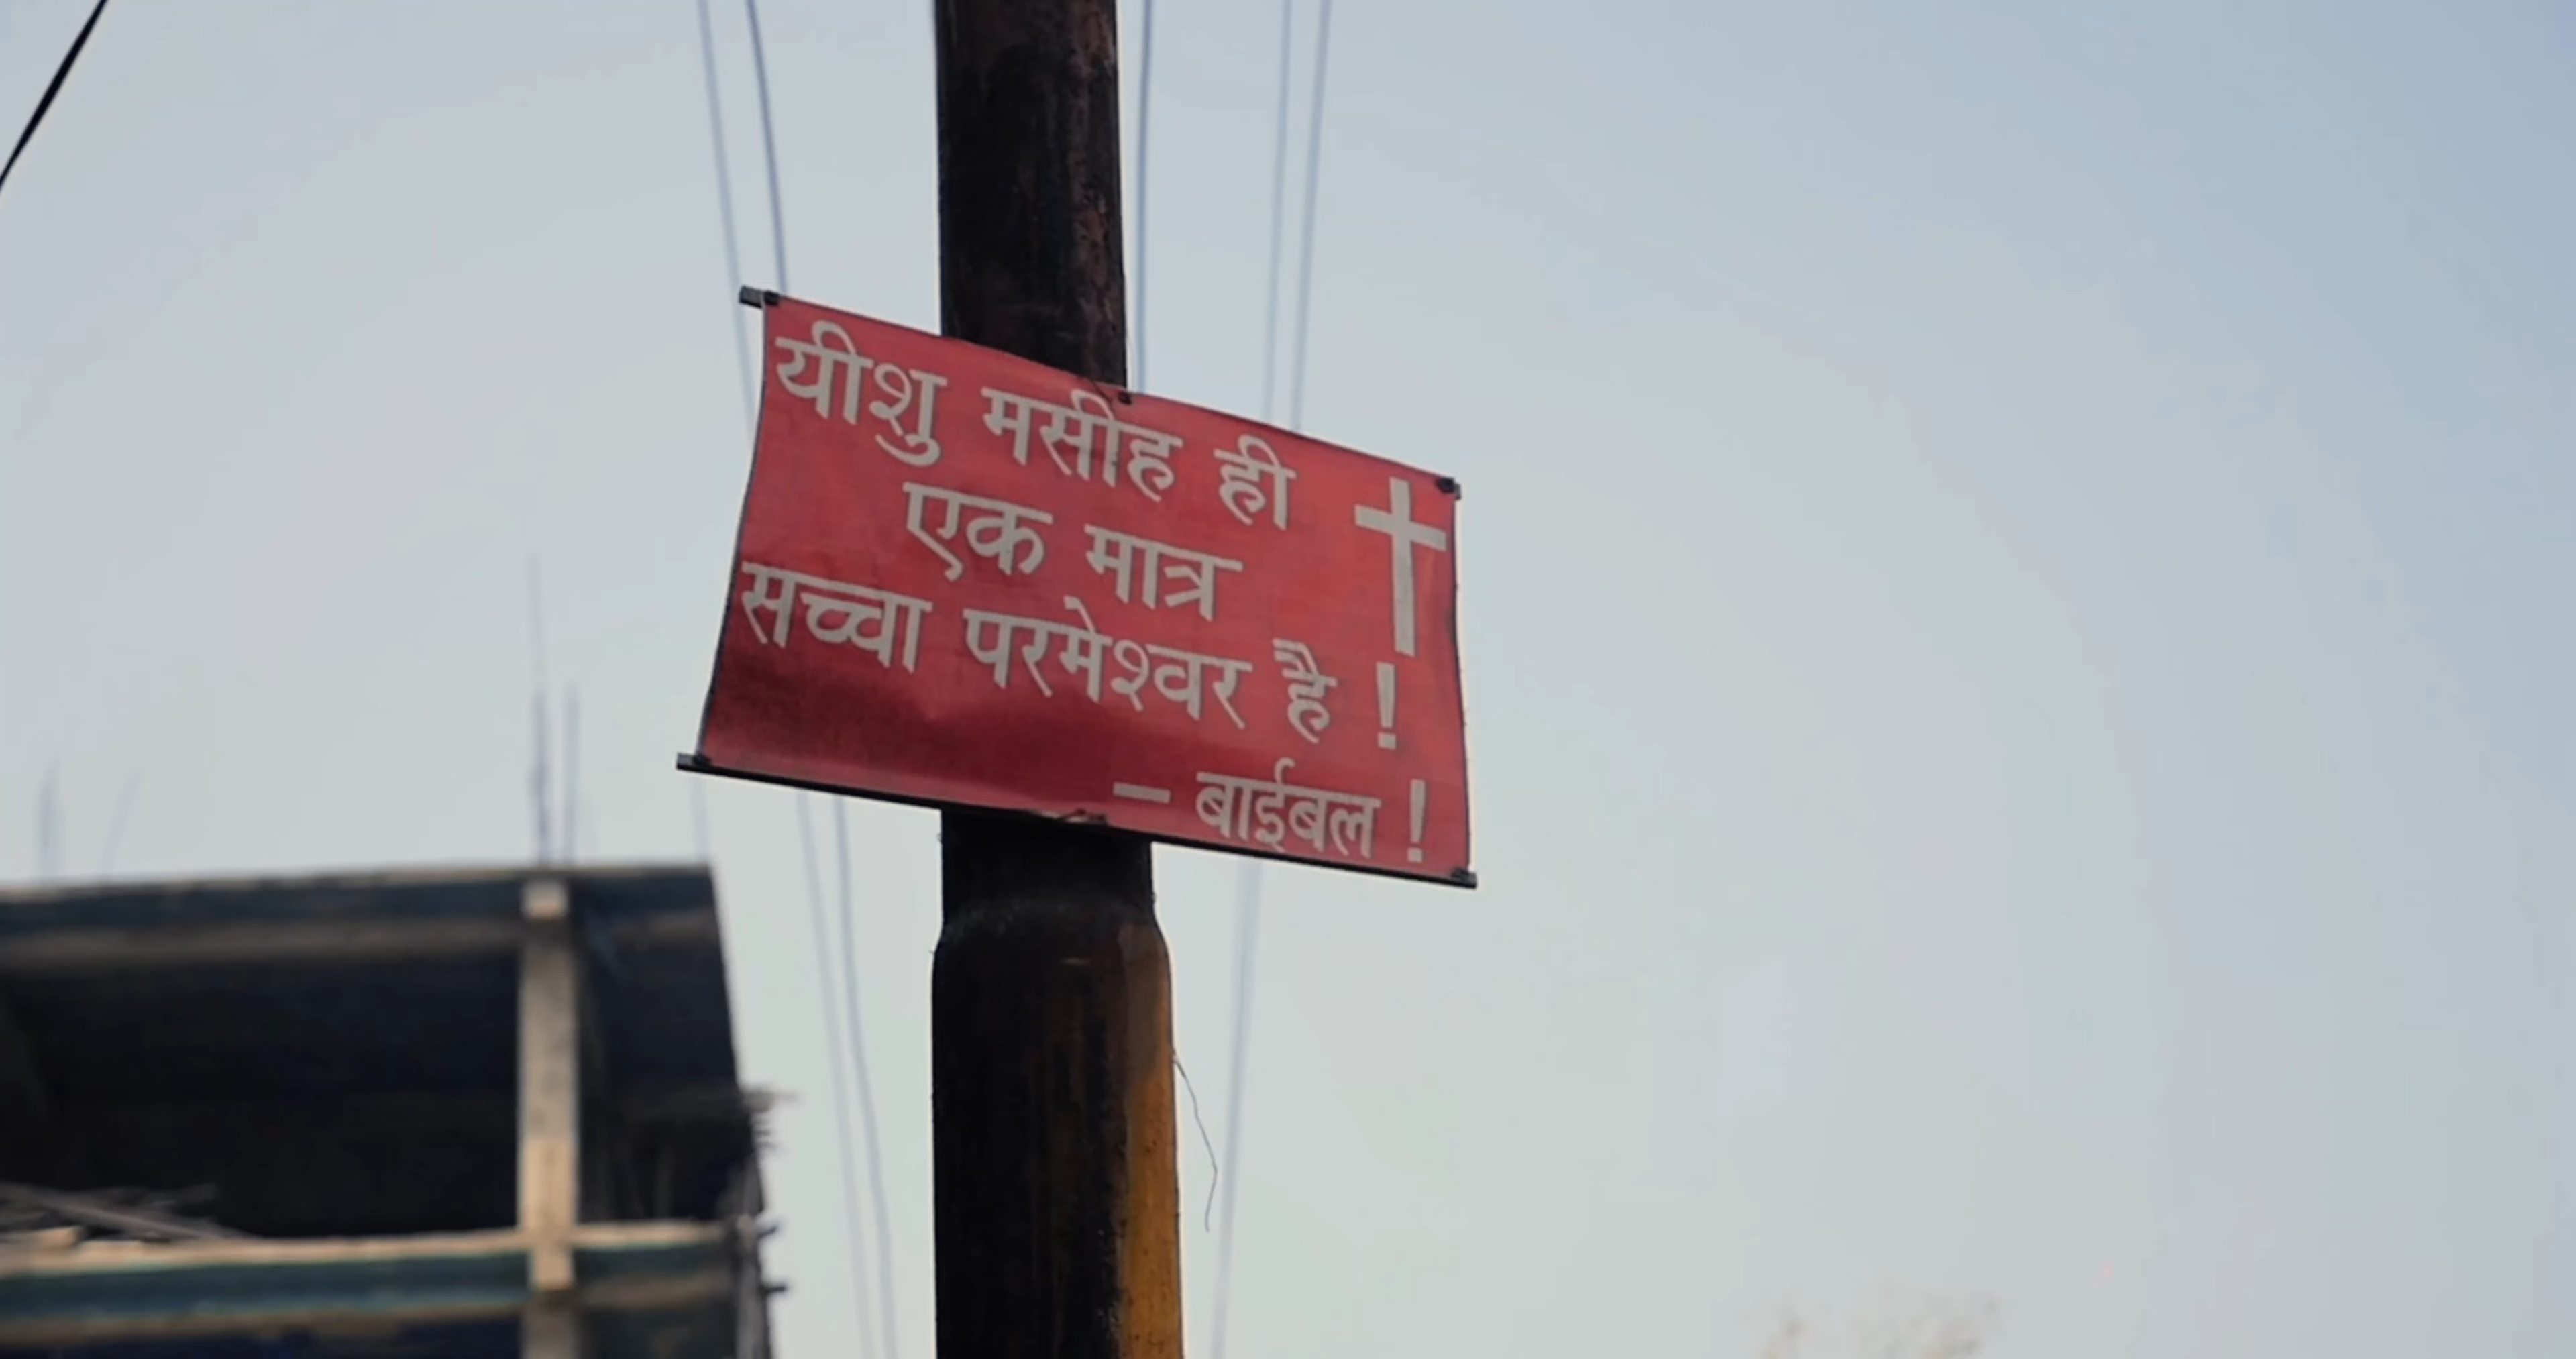 यीशु मसीह ही
एक मात्र
सच्चा परमेश्वर है !
– बाईबल !